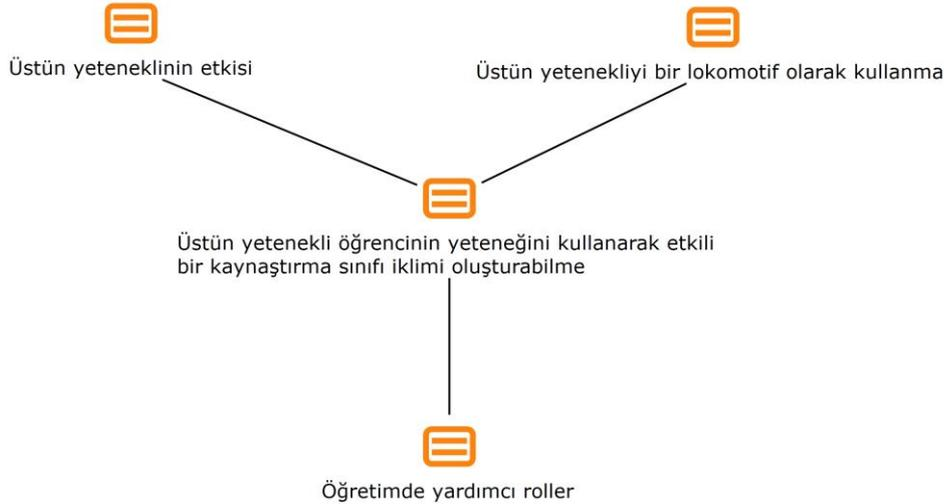 Üstün yeteneklinin etkisi
Üstün yetenekliyi bir lokomotif olarak kullanma
Üstün yetenekli öğrencinin yeteneğini kullanarak etkili
bir kaynaştırma sınıfı iklimi oluşturabilme
Öğretimde yardımcı roller